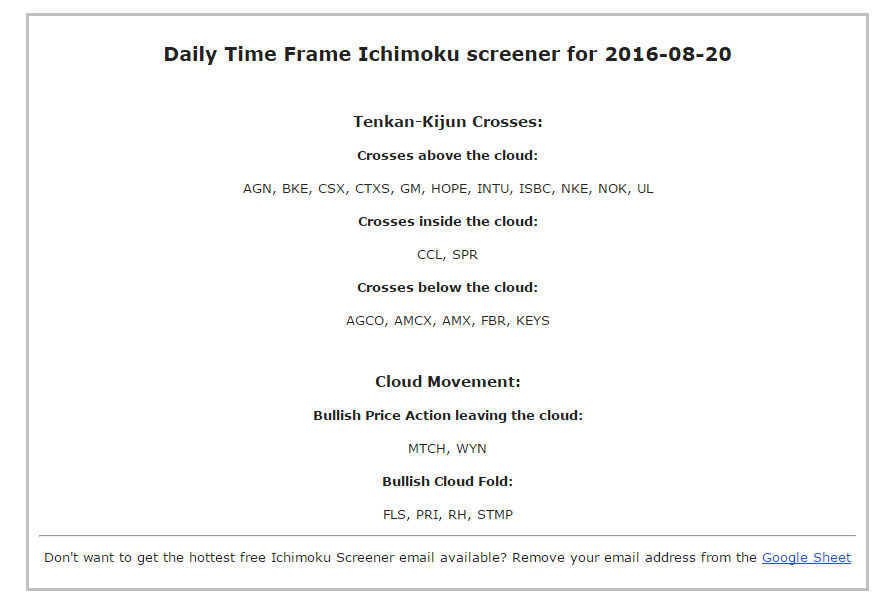 Daily Time Frame Ichimoku screener for 2016-08-20
Tenkan-Kijun Crosses:
Crosses above the cloud:
AGN, BKE, CSX, CTXS, GM, HOPE, INTU, ISBC, NKE, NOK, UL
Crosses inside the cloud:
CCL, SPR
Crosses below the cloud:
AGCO, AMCX, AMX, FBR, KEYS
Cloud Movement:
Bullish Price Action leaving the cloud:
MTCH, WYN
Bullish Cloud Fold:
FLS, PRI, RH, STMP
Don't want to get the hottest free Ichimoku Screener email available? Remove your email address from the Google Sheet